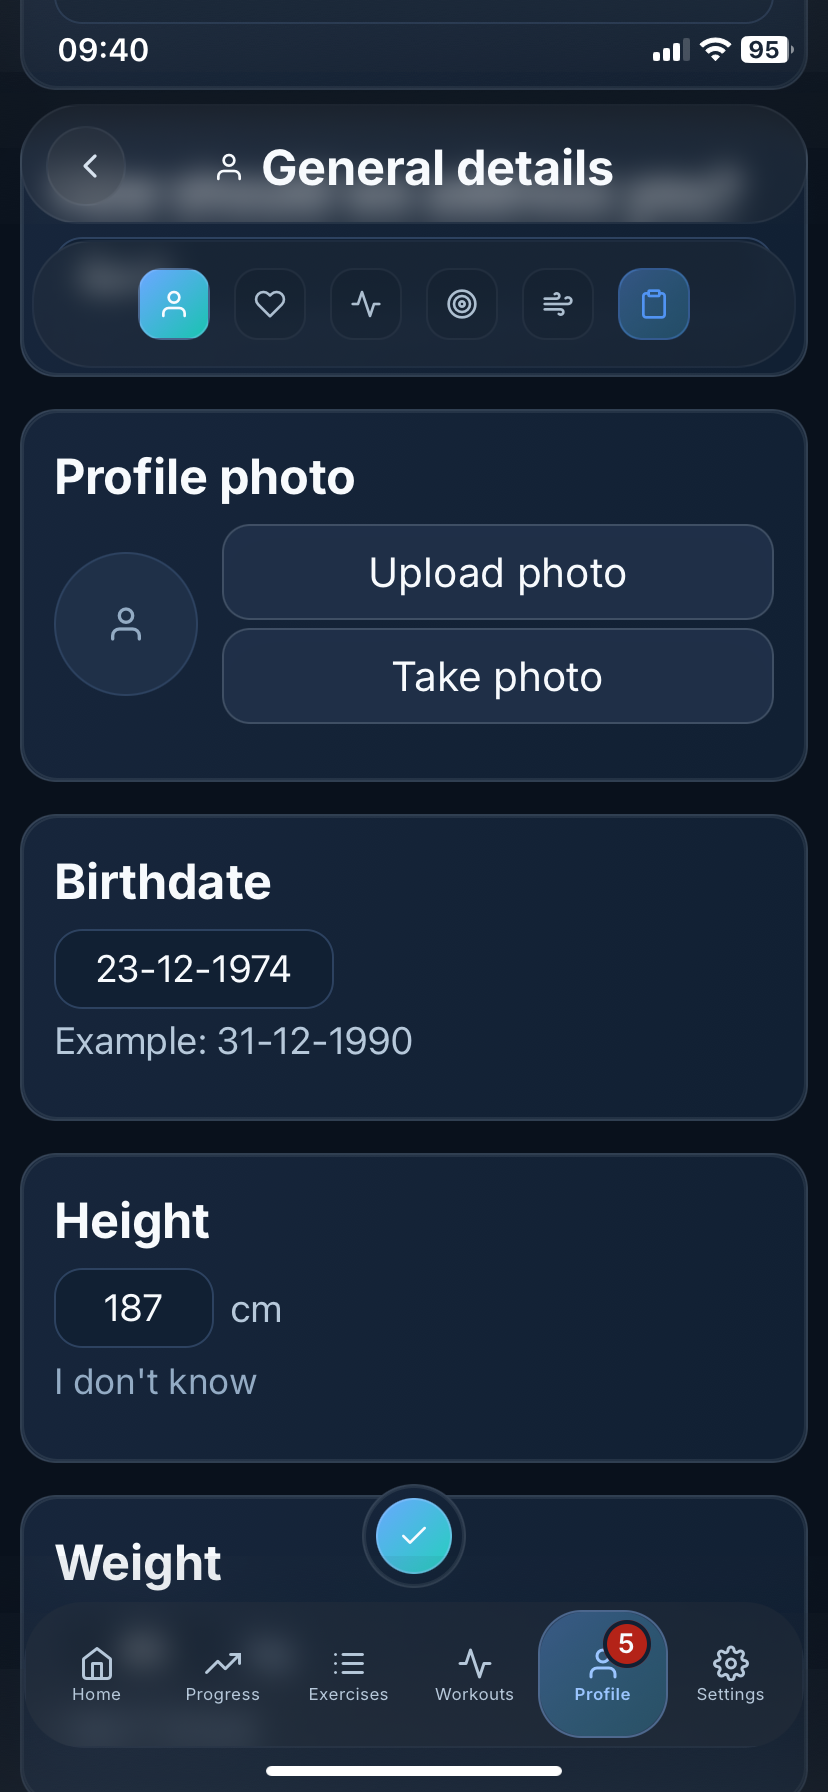 09:40
95
General details
Profile photo
Upload photo
Take photo
Birthdate
23-12-1974
Example: 31-12-1990
Height
187 cm
I don't know
Weight
5
Home Progress Exercises Workouts Profile Settings